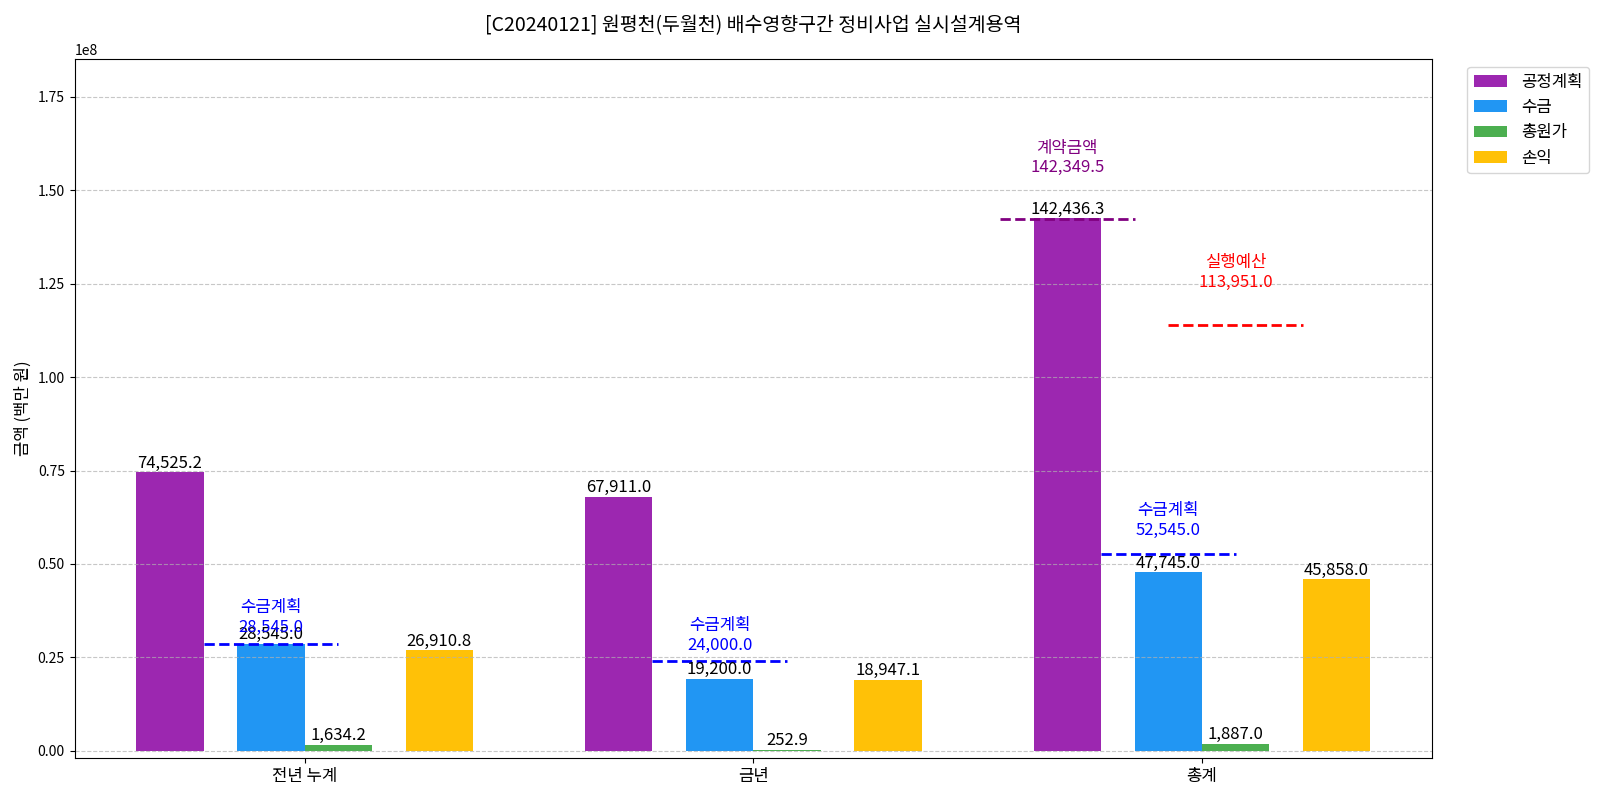 [C20240121] 원평천(두월천) 배수영향구간 정비사업 실시설계용역
1e8
금액 (백만 원)
1.75
1.50
1.25
1.00
0.75
0.50
0.25
0.00
계약금액
142,349.5
142,436.3
실행예산
113,951.0
74,525.2
67,911.0
수금계획
52,545.0
47,745.0
45,858.0
수금계획
28,545.0
28,545.0
26,910.8
수금계획
24,000.0
19,200.0
18,947.1
1,634.2
252.9
1,887.0
전년 누계
금년
총계
공정계획
수금
총원가
손익